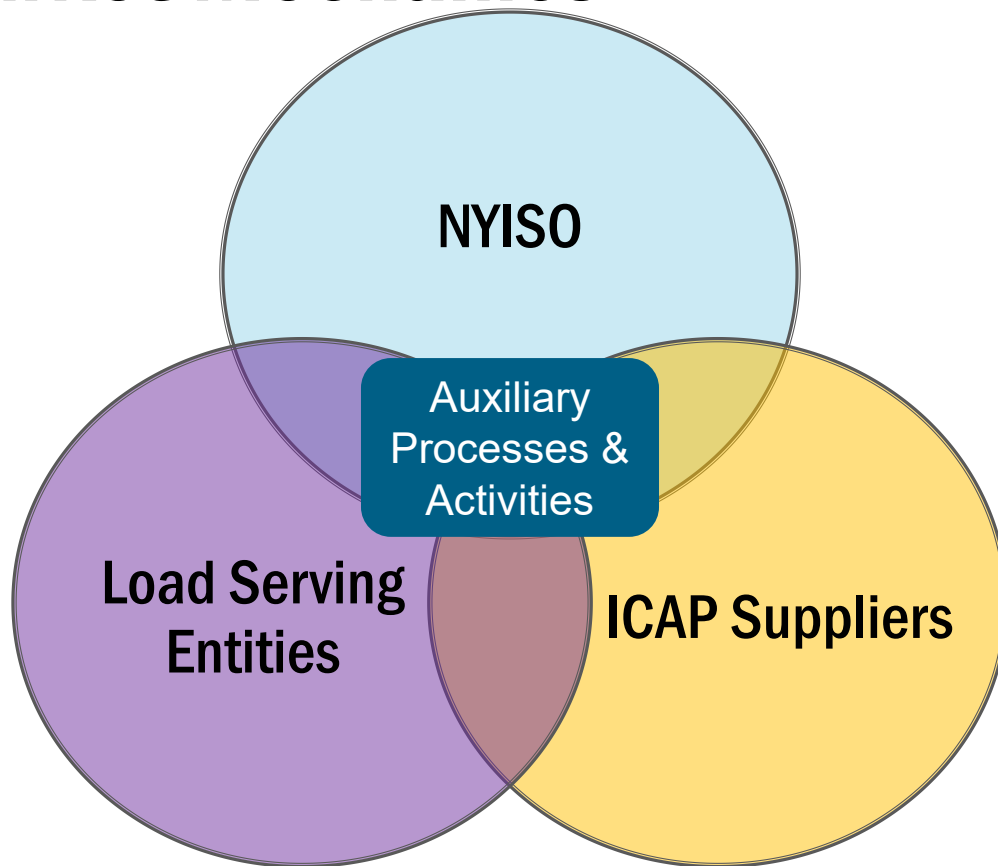 NYISO
Auxiliary
Processes &
Activities
Load Serving
Entities
ICAP Suppliers